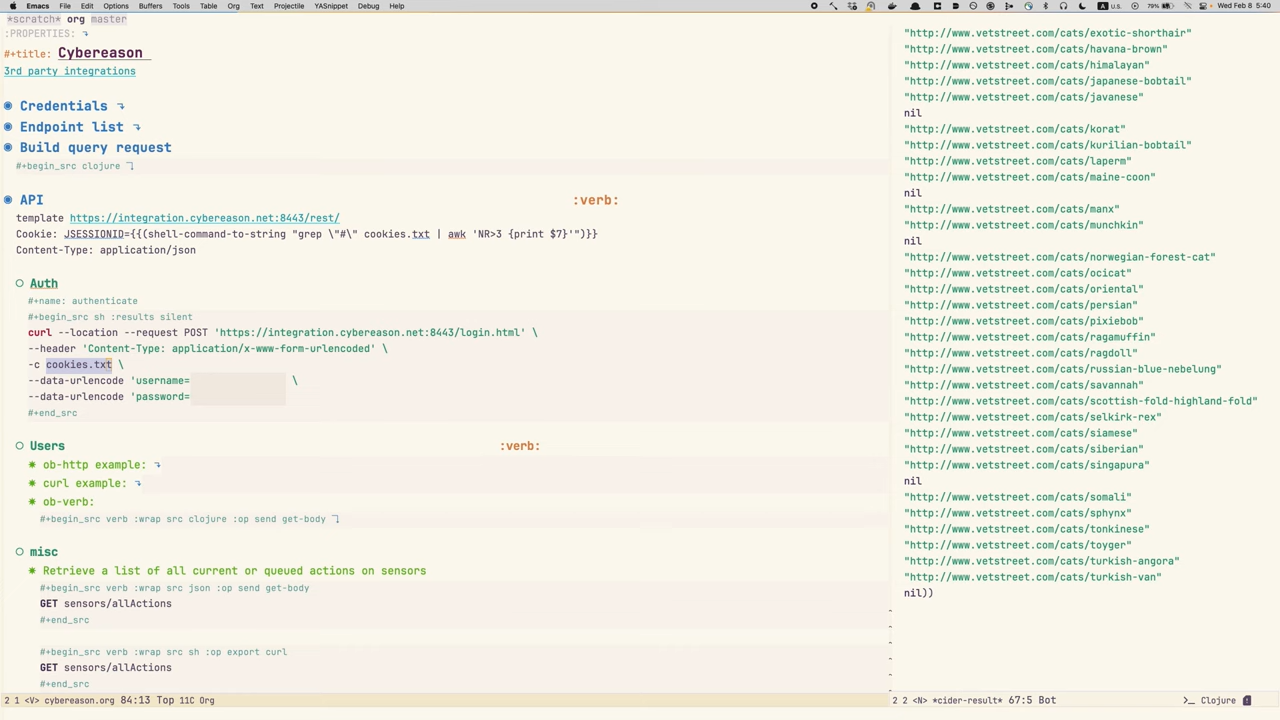 Emacs File Edit Options Buffers Tools Table Org Text Projectile YASnippet Debug Help A U.S. 79% Wed Feb 8 5:40
*scratch* org master
:PROPERTIES:
#+title: Cybereason
3rd party integrations
Credentials
Endpoint list
Build query request
#+begin_src clojure
API :verb:
template https://integration.cybereason.net:8443/rest/
Cookie: JSESSIONID={{(shell-command-to-string "grep \"#\" cookies.txt | awk 'NR>3 {print $7}'")}}
Content-Type: application/json
Auth
#+name: authenticate
#+begin_src sh :results silent
curl --location --request POST 'https://integration.cybereason.net:8443/login.html' \
--header 'Content-Type: application/x-www-form-urlencoded' \
-c cookies.txt \
--data-urlencode 'username= \
--data-urlencode 'password=
#+end_src
Users :verb:
ob-http example:
curl example:
ob-verb:
#+begin_src verb :wrap src clojure :op send get-body
misc
Retrieve a list of all current or queued actions on sensors
#+begin_src verb :wrap src json :op send get-body
GET sensors/allActions
#+end_src
#+begin_src verb :wrap src sh :op export curl
GET sensors/allActions
#+end_src
2 1 <V> cybereason.org 84:13 Top 11C Org
"http://www.vetstreet.com/cats/exotic-shorthair"
"http://www.vetstreet.com/cats/havana-brown"
"http://www.vetstreet.com/cats/himalayan"
"http://www.vetstreet.com/cats/japanese-bobtail"
"http://www.vetstreet.com/cats/javanese"
nil
"http://www.vetstreet.com/cats/korat"
"http://www.vetstreet.com/cats/kurilian-bobtail"
"http://www.vetstreet.com/cats/laperm"
"http://www.vetstreet.com/cats/maine-coon"
nil
"http://www.vetstreet.com/cats/manx"
"http://www.vetstreet.com/cats/munchkin"
nil
"http://www.vetstreet.com/cats/norwegian-forest-cat"
"http://www.vetstreet.com/cats/ocicat"
"http://www.vetstreet.com/cats/oriental"
"http://www.vetstreet.com/cats/persian"
"http://www.vetstreet.com/cats/pixiebob"
"http://www.vetstreet.com/cats/ragamuffin"
"http://www.vetstreet.com/cats/ragdoll"
"http://www.vetstreet.com/cats/russian-blue-nebelung"
"http://www.vetstreet.com/cats/savannah"
"http://www.vetstreet.com/cats/scottish-fold-highland-fold"
"http://www.vetstreet.com/cats/selkirk-rex"
"http://www.vetstreet.com/cats/siamese"
"http://www.vetstreet.com/cats/siberian"
"http://www.vetstreet.com/cats/singapura"
nil
"http://www.vetstreet.com/cats/somali"
"http://www.vetstreet.com/cats/sphynx"
"http://www.vetstreet.com/cats/tonkinese"
"http://www.vetstreet.com/cats/toyger"
"http://www.vetstreet.com/cats/turkish-angora"
"http://www.vetstreet.com/cats/turkish-van"
nil))
2 2 <N> *cider-result* 67:5 Bot Clojure